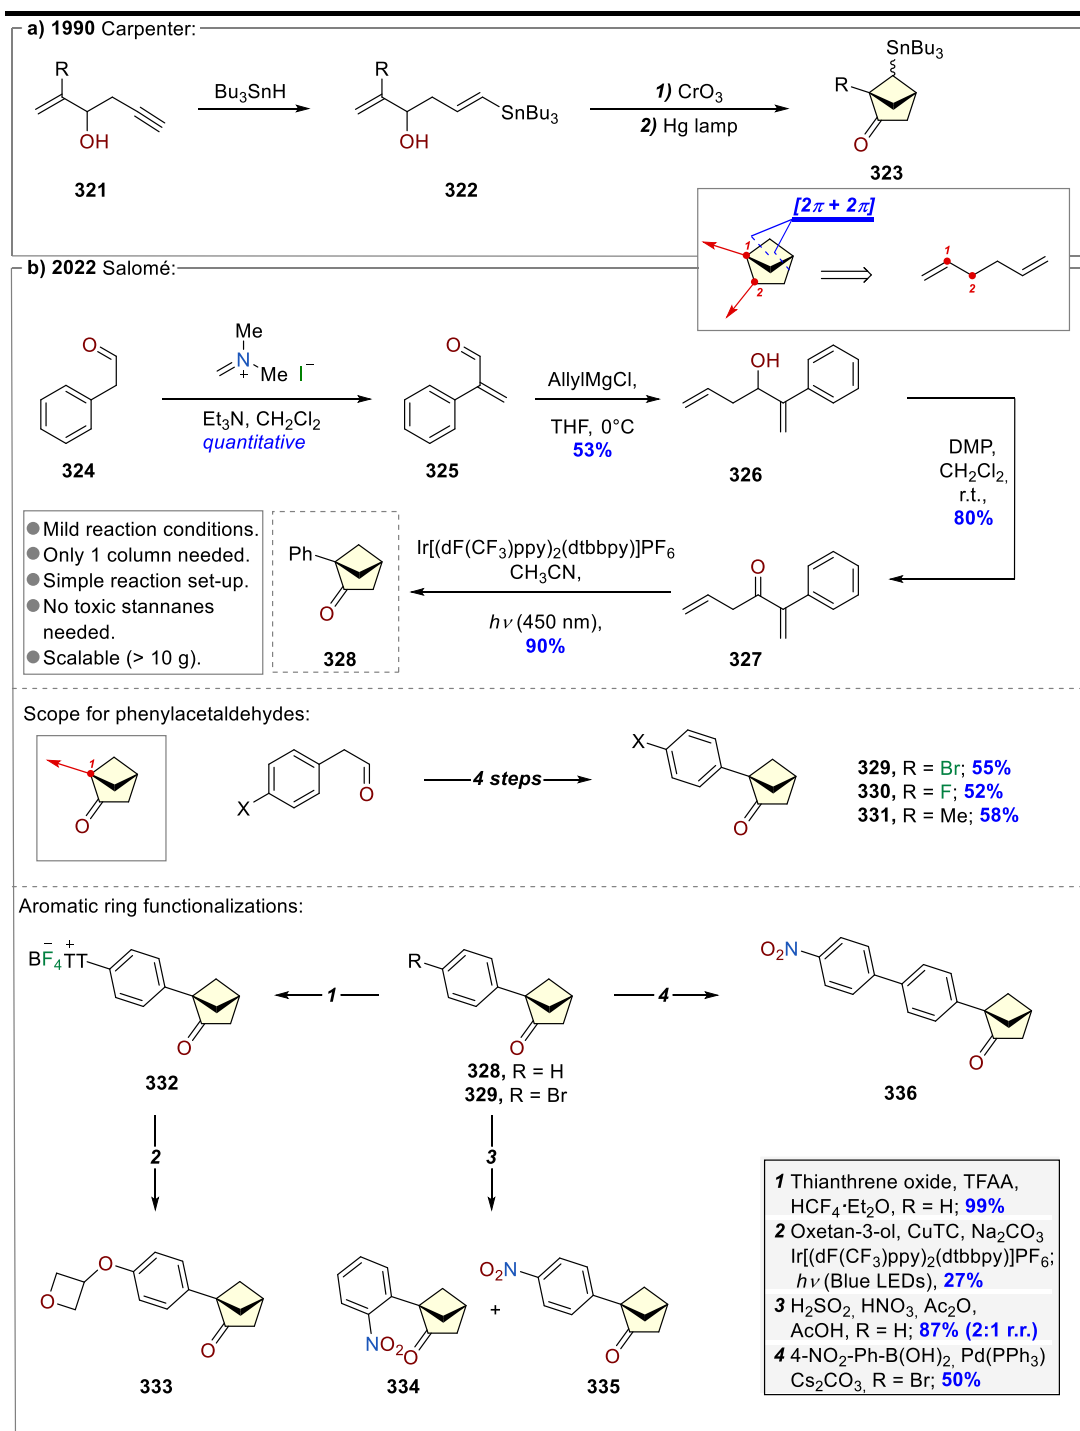 a) 1990 Carpenter:
R
OH
321
Bu3SnH
R
OH
SnBu3
322
1) CrO3
2) Hg lamp
SnBu3
R
O
323
[2π + 2π]
1
2
1
2
b) 2022 Salomé:
O
324
Me
N
+
Me I−
Et3N, CH2Cl2
quantitative
O
325
AllylMgCl,
THF, 0°C
53%
OH
326
DMP,
CH2Cl2,
r.t.,
80%
O
327
Ir[(dF(CF3)ppy)2(dtbbpy)]PF6
CH3CN,
hν (450 nm),
90%
Ph
O
328
Mild reaction conditions.
Only 1 column needed.
Simple reaction set-up.
No toxic stannanes
needed.
Scalable (> 10 g).
Scope for phenylacetaldehydes:
1
O
X
O
4 steps
X
O
329, R = Br; 55%
330, R = F; 52%
331, R = Me; 58%
Aromatic ring functionalizations:
− +
BF4TT
O
332
1
R
O
328, R = H
329, R = Br
4
O2N
O
336
2
3
O
O
O
333
NO2
O
334
+
O2N
O
335
1 Thianthrene oxide, TFAA,
HCF4·Et2O, R = H; 99%
2 Oxetan-3-ol, CuTC, Na2CO3
Ir[(dF(CF3)ppy)2(dtbbpy)]PF6;
hν (Blue LEDs), 27%
3 H2SO2, HNO3, Ac2O,
AcOH, R = H; 87% (2:1 r.r.)
4 4-NO2-Ph-B(OH)2, Pd(PPh3)
Cs2CO3, R = Br; 50%